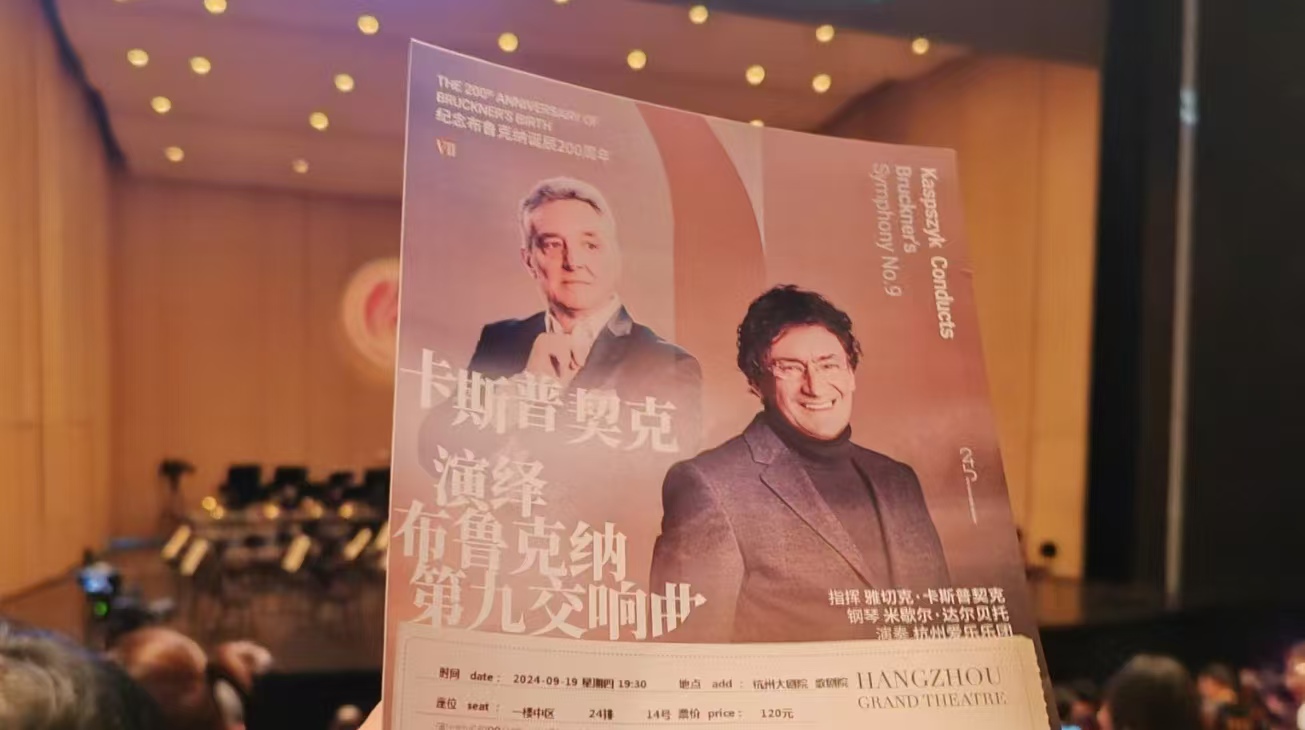 THE 200th ANNIVERSARY OF
BRUCKNER'S BIRTH
纪念布鲁克纳诞辰200周年
VII
Kaspszyk Conducts
Bruckner's
Symphony No.9
卡斯普契克
演绎
布鲁克纳
第九交响曲
指挥 雅切克·卡斯普契克
钢琴 米歇尔·达尔贝托
演奏 杭州爱乐乐团
时间 date： 2024-09-19 星期四 19:30 地点 add： 杭州大剧院 歌剧院
座位 seat： 一楼中区 24排 14号 票价 price： 120元
HANGZHOU
GRAND THEATRE